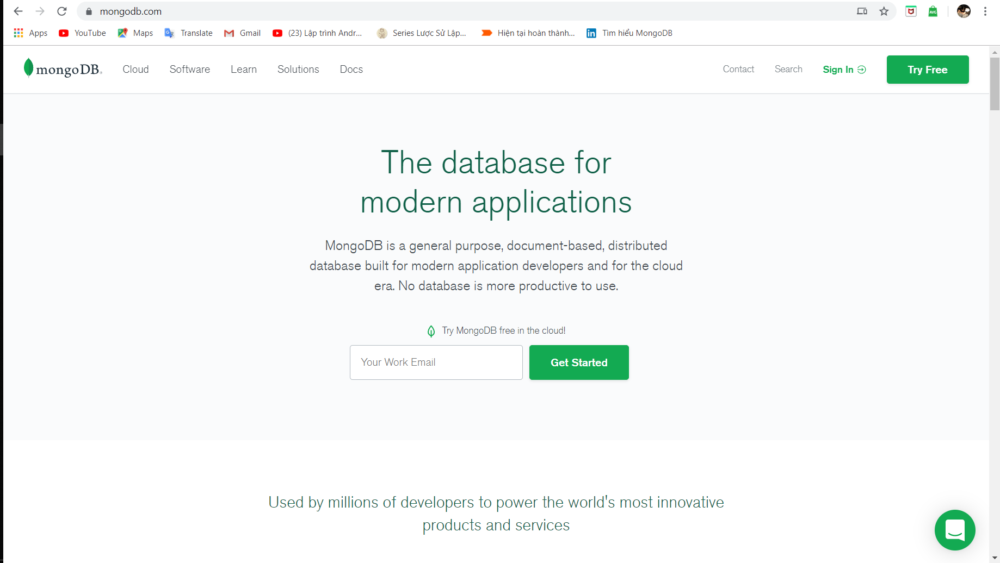 mongodb.com
Apps YouTube Maps Translate Gmail (23) Lập trình Andr... Series Lược Sử Lập... Hiện tại hoàn thành... Tìm hiểu MongoDB
mongoDB. Cloud Software Learn Solutions Docs Contact Search Sign In Try Free
The database for
modern applications
MongoDB is a general purpose, document-based, distributed
database built for modern application developers and for the cloud
era. No database is more productive to use.
Try MongoDB free in the cloud!
Your Work Email Get Started
Used by millions of developers to power the world's most innovative
products and services